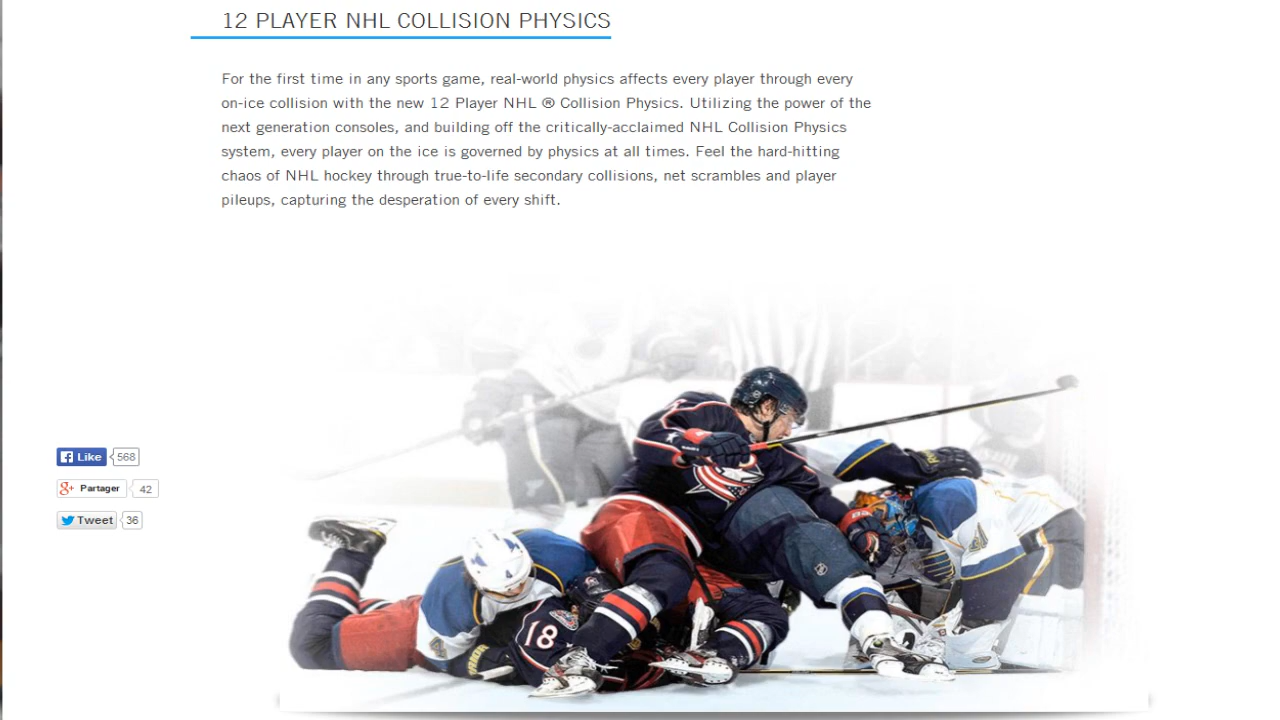 12 PLAYER NHL COLLISION PHYSICS
For the first time in any sports game, real-world physics affects every player through every
on-ice collision with the new 12 Player NHL ® Collision Physics. Utilizing the power of the
next generation consoles, and building off the critically-acclaimed NHL Collision Physics
system, every player on the ice is governed by physics at all times. Feel the hard-hitting
chaos of NHL hockey through true-to-life secondary collisions, net scrambles and player
pileups, capturing the desperation of every shift.
Like 568
Partager 42
Tweet 36
18